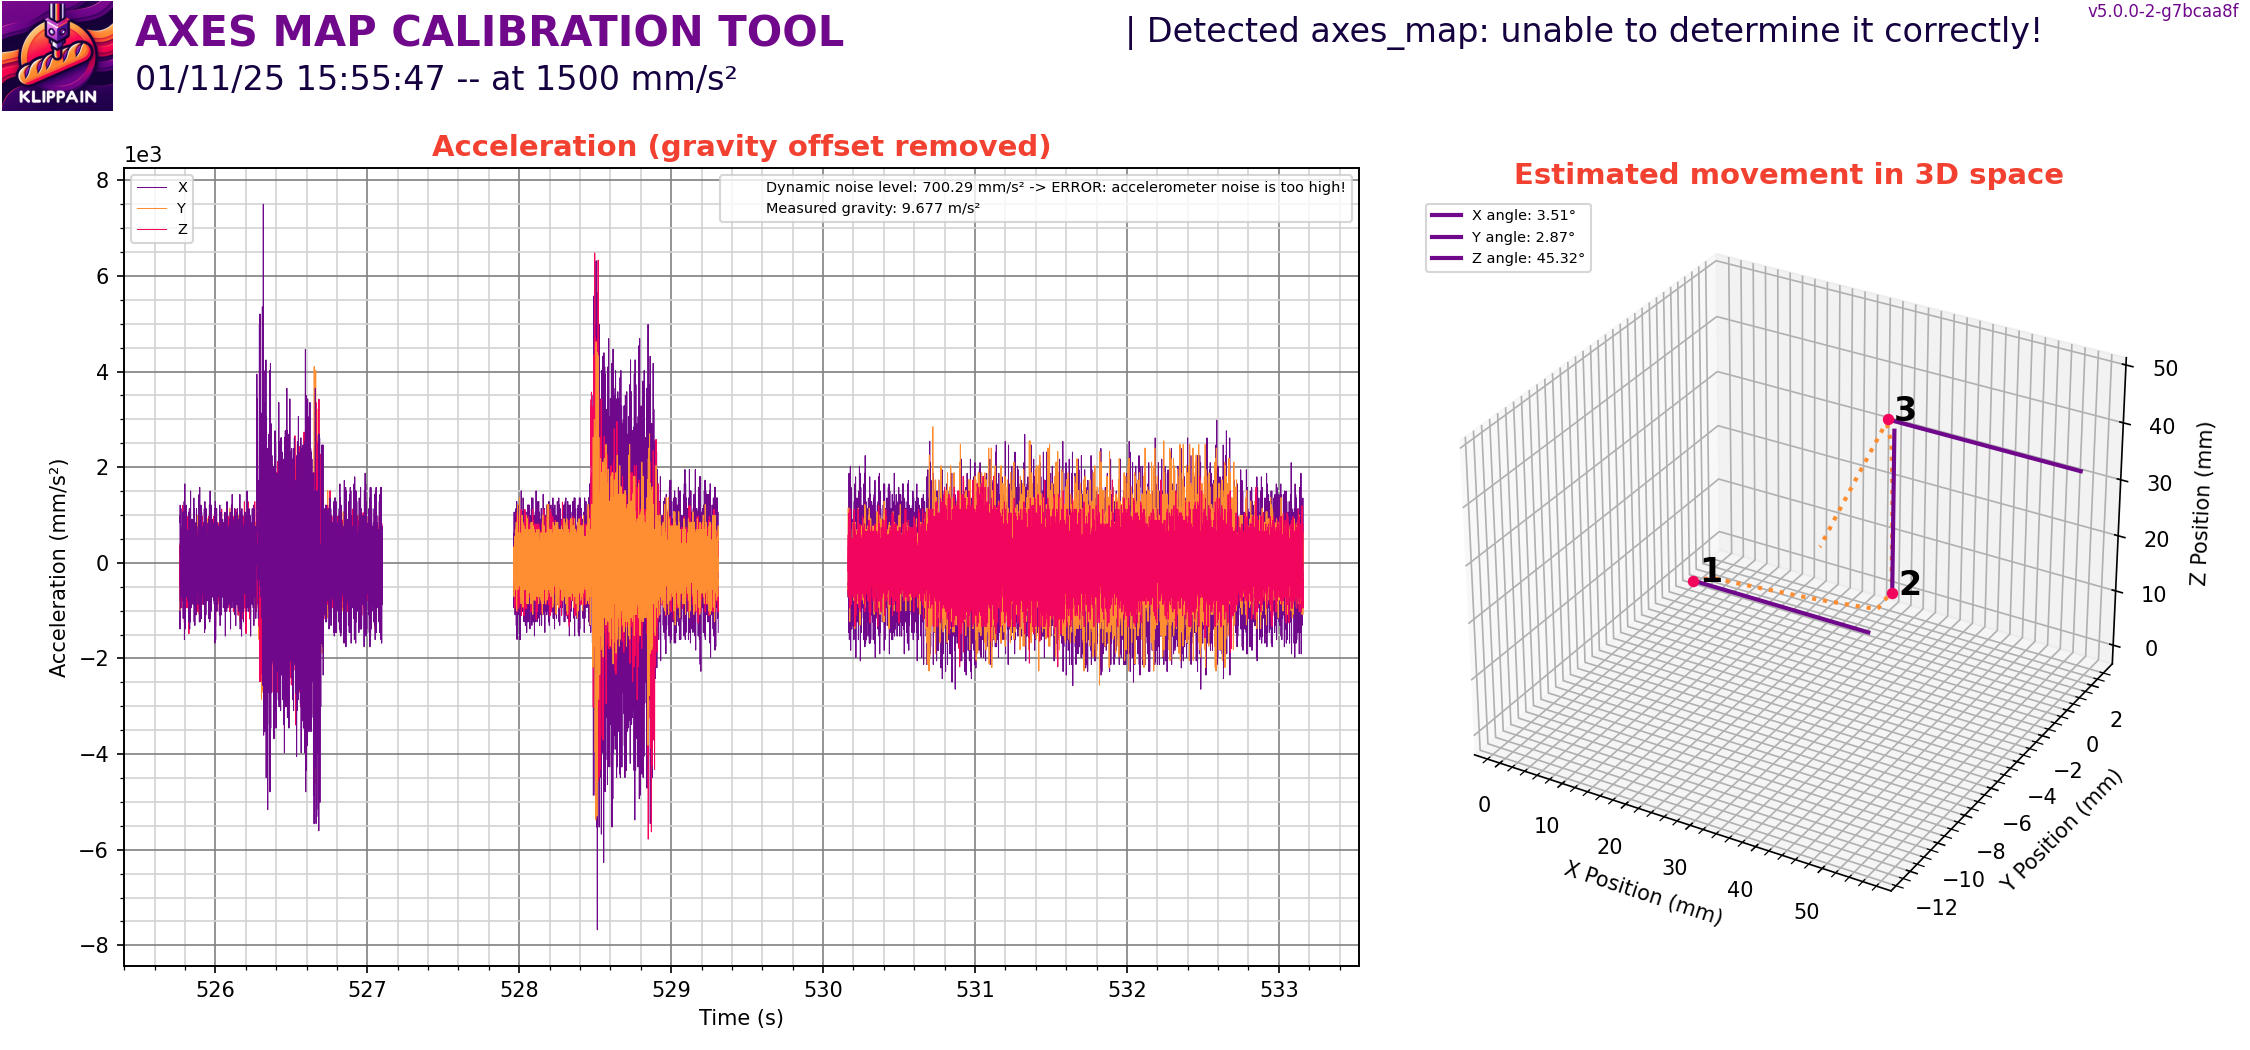 AXES MAP CALIBRATION TOOL
| Detected axes_map: unable to determine it correctly!
v5.0.0-2-g7bcaa8f
01/11/25 15:55:47 -- at 1500 mm/s²
KLIPPAIN
Acceleration (gravity offset removed)
1e3
X
Y
Z
Dynamic noise level: 700.29 mm/s² -> ERROR: accelerometer noise is too high!
Measured gravity: 9.677 m/s²
8
6
4
2
0
−2
−4
−6
−8
Acceleration (mm/s²)
526
527
528
529
530
531
532
533
Time (s)
Estimated movement in 3D space
X angle: 3.51°
Y angle: 2.87°
Z angle: 45.32°
1
2
3
0
10
20
30
40
50
X Position (mm)
−12
−10
−8
−6
−4
−2
0
2
Y Position (mm)
0
10
20
30
40
50
Z Position (mm)